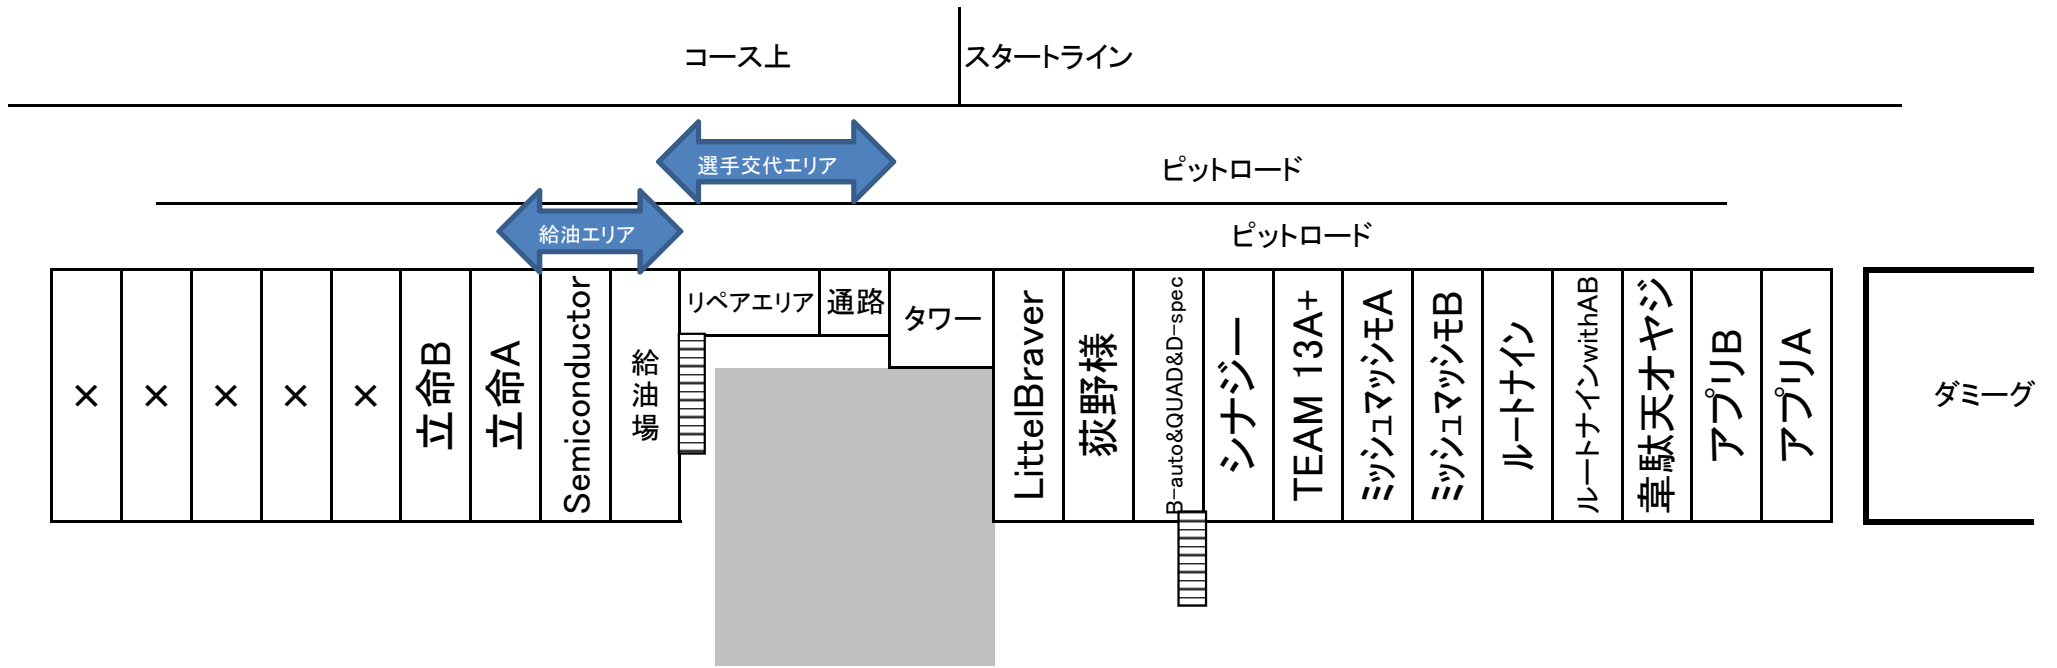 コース上
スタートライン
選手交代エリア
ピットロード
給油エリア
ピットロード
×
×
×
×
×
立命B
立命A
Semiconductor
給油場
リペアエリア
通路
タワー
LittelBraver
荻野様
B-auto&QUAD&D-spec
シナジー
TEAM 13A+
ミッシュマッシモA
ミッシュマッシモB
ルートナイン
ルートナインwithAB
韋駄天オヤジ
アプリB
アプリA
ダミーグ